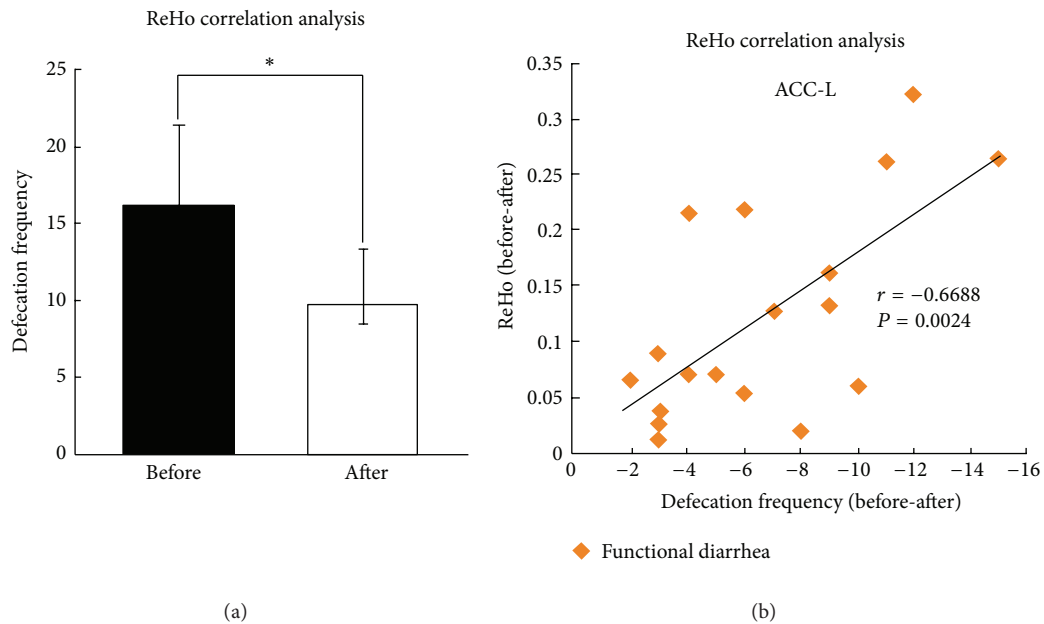 ReHo correlation analysis
*
25
20
15
10
5
0
Defecation frequency
Before
After
(a)
ReHo correlation analysis
ACC-L
0.35
0.3
0.25
0.2
0.15
0.1
0.05
0
ReHo (before-after)
r = −0.6688
P = 0.0024
0 −2 −4 −6 −8 −10 −12 −14 −16
Defecation frequency (before-after)
Functional diarrhea
(b)